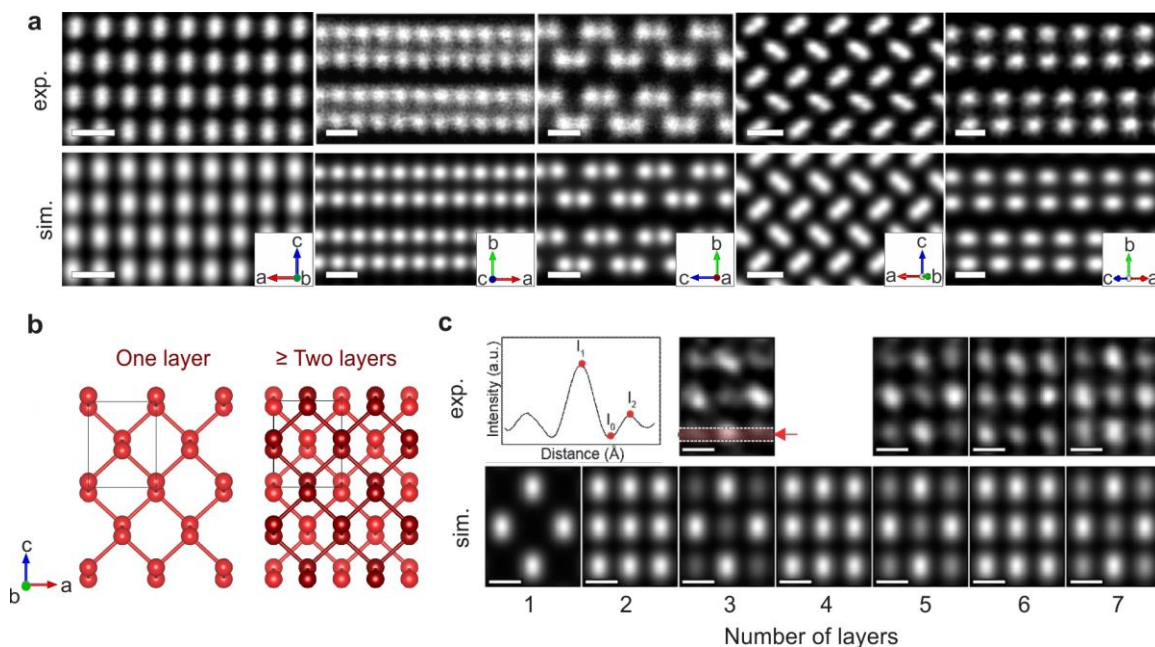 a
exp.
sim.
c
a
b
b
c
a
b
c
a
c
a
b
b
c
a
b
One layer
≥ Two layers
c
b
a
c
exp.
Intensity (a.u.)
I₁
I₀
I₂
Distance (Å)
sim.
1 2 3 4 5 6 7
Number of layers